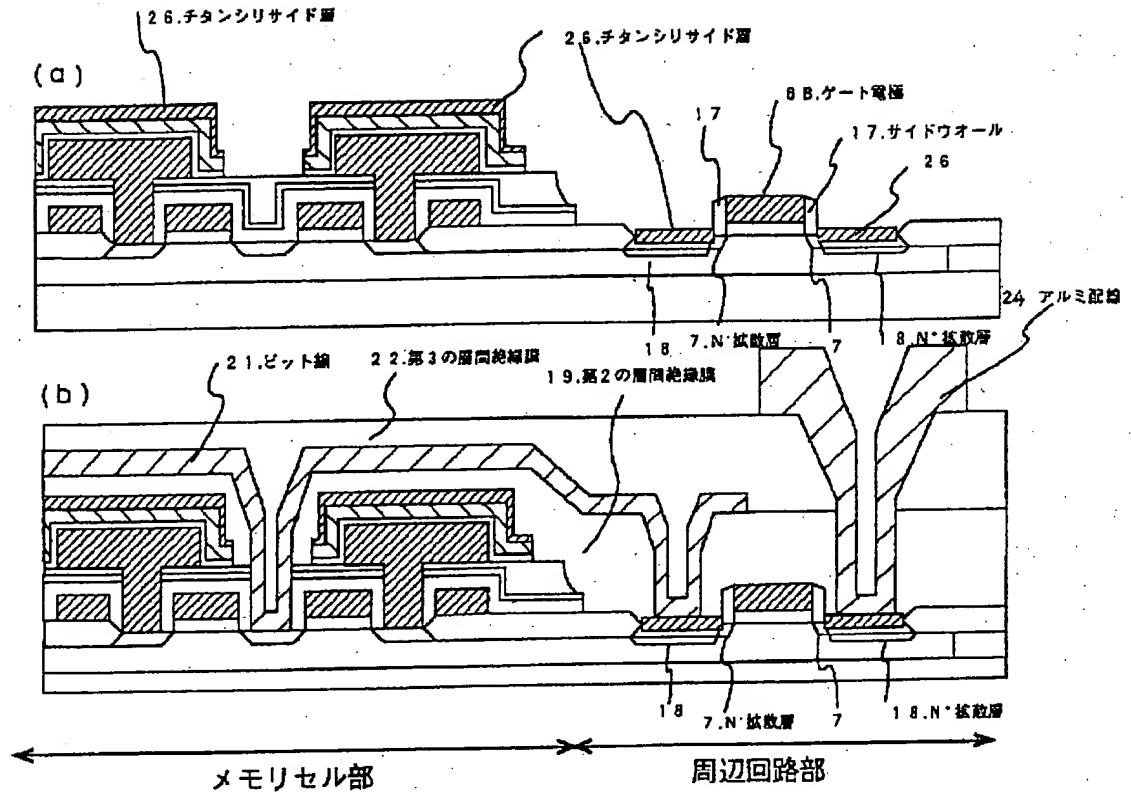 26.チタンシリサイド層
26.チタンシリサイド層
(a)
6B.ゲート電極
17
17.サイドウオール
26
24 アルミ配線
18
7.N⁻拡散層
7
8.N⁺拡散層
21.ビット線
22.第3の層間絶縁膜
19.第2の層間絶縁膜
(b)
18
7.N⁻拡散層
7
18.N⁺拡散層
メモリセル部
周辺回路部